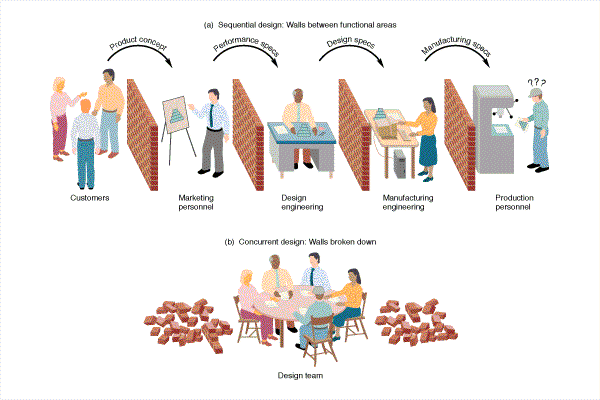 (a) Sequential design: Walls between functional areas
Product concept
Performance specs
Design specs
Manufacturing specs
???
Customers
Marketing
personnel
Design
engineering
Manufacturing
engineering
Production
personnel
(b) Concurrent design: Walls broken down
Design team